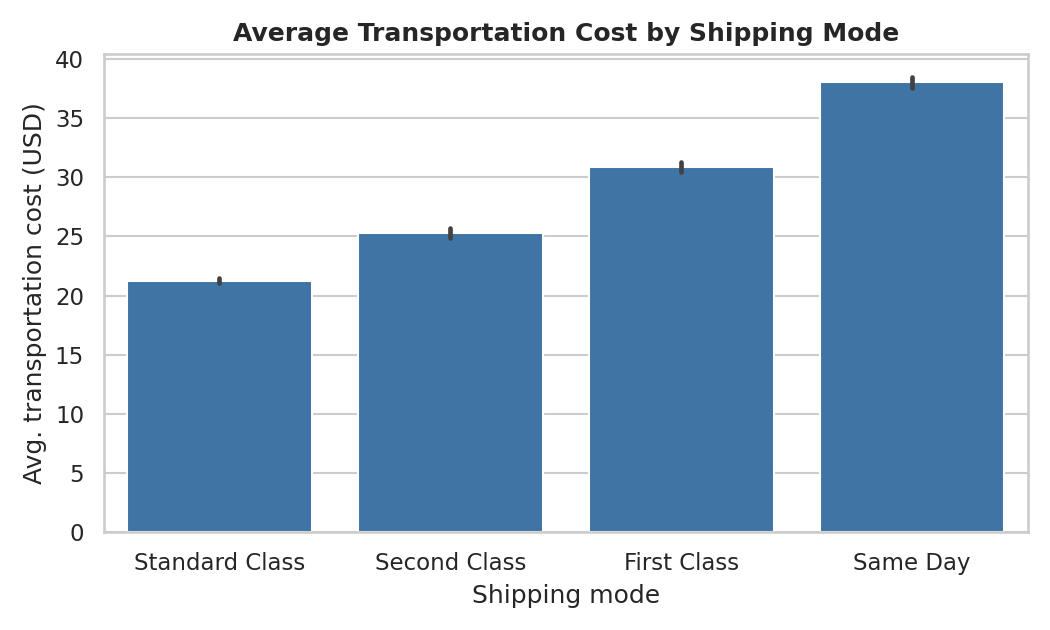 Average Transportation Cost by Shipping Mode
Avg. transportation cost (USD)
40
35
30
25
20
15
10
5
0
Standard Class Second Class First Class Same Day
Shipping mode